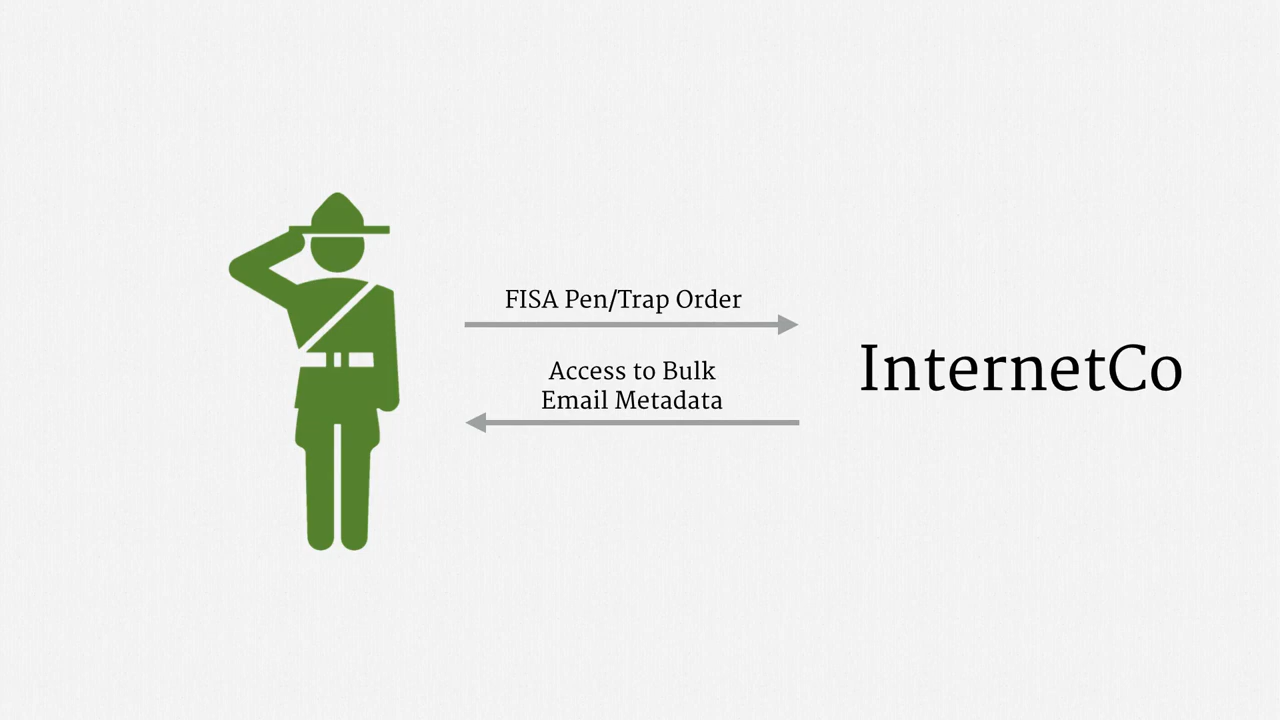 FISA Pen/Trap Order
Access to Bulk
Email Metadata
InternetCo